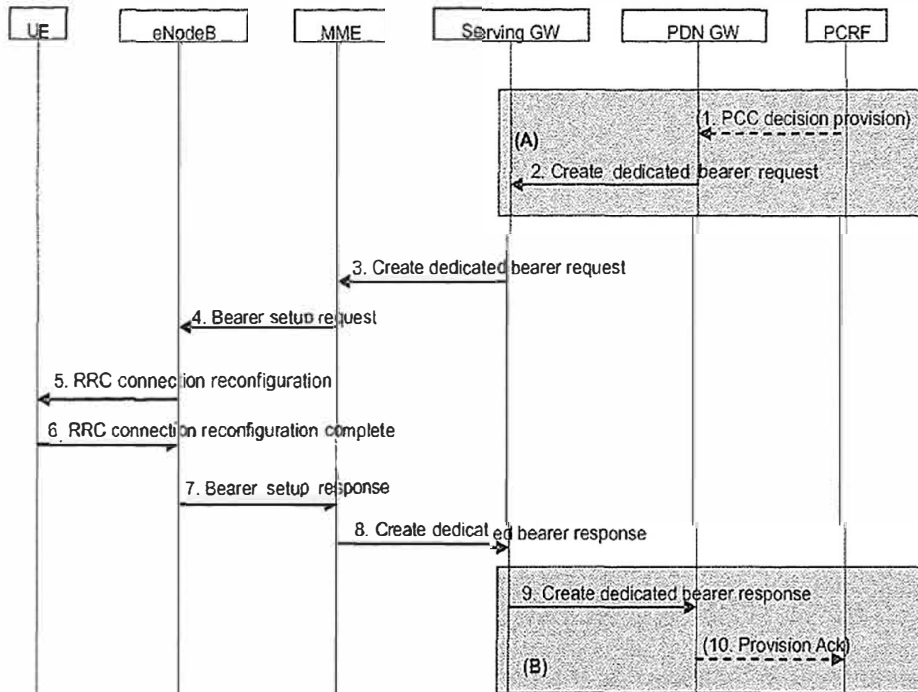 UE
eNodeB
MME
Serving GW
PDN GW
PCRF
(1. PCC decision provision)
(A)
2. Create dedicated bearer request
3. Create dedicated bearer request
4. Bearer setup request
5. RRC connection reconfiguration
6. RRC connection reconfiguration complete
7. Bearer setup response
8. Create dedicated bearer response
9. Create dedicated bearer response
(10. Provision Ack)
(B)